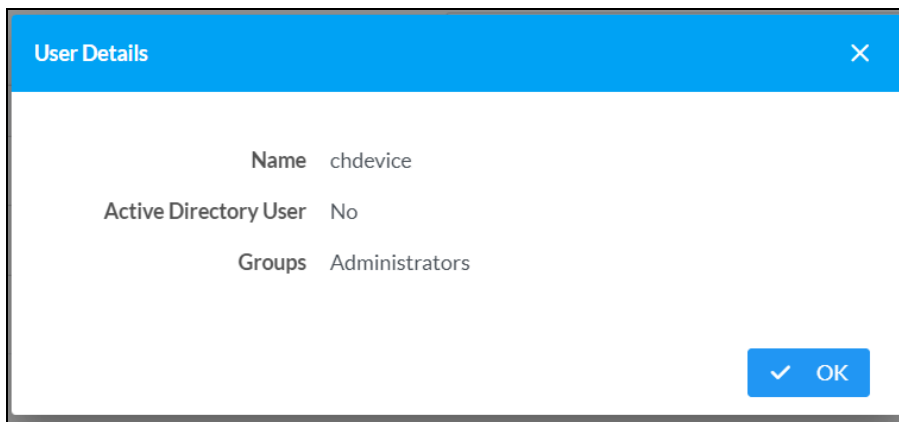 User Details
Name chdevice
Active Directory User No
Groups Administrators
OK